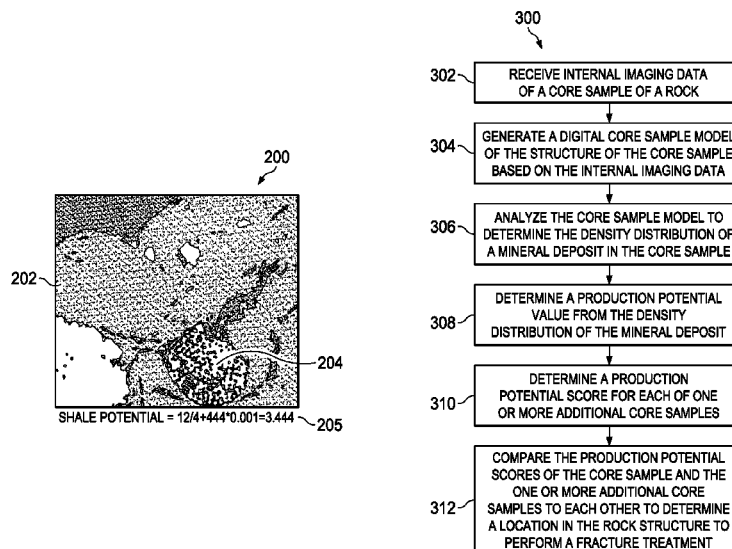 200
202
204
SHALE POTENTIAL = 12/4+444*0.001=3.444
205
300
302
RECEIVE INTERNAL IMAGING DATA
OF A CORE SAMPLE OF A ROCK
304
GENERATE A DIGITAL CORE SAMPLE MODEL
OF THE STRUCTURE OF THE CORE SAMPLE
BASED ON THE INTERNAL IMAGING DATA
306
ANALYZE THE CORE SAMPLE MODEL TO
DETERMINE THE DENSITY DISTRIBUTION OF
A MINERAL DEPOSIT IN THE CORE SAMPLE
308
DETERMINE A PRODUCTION POTENTIAL
VALUE FROM THE DENSITY
DISTRIBUTION OF THE MINERAL DEPOSIT
310
DETERMINE A PRODUCTION
POTENTIAL SCORE FOR EACH OF ONE
OR MORE ADDITIONAL CORE SAMPLES
312
COMPARE THE PRODUCTION POTENTIAL
SCORES OF THE CORE SAMPLE AND THE
ONE OR MORE ADDITIONAL CORE
SAMPLES TO EACH OTHER TO DETERMINE
A LOCATION IN THE ROCK STRUCTURE TO
PERFORM A FRACTURE TREATMENT